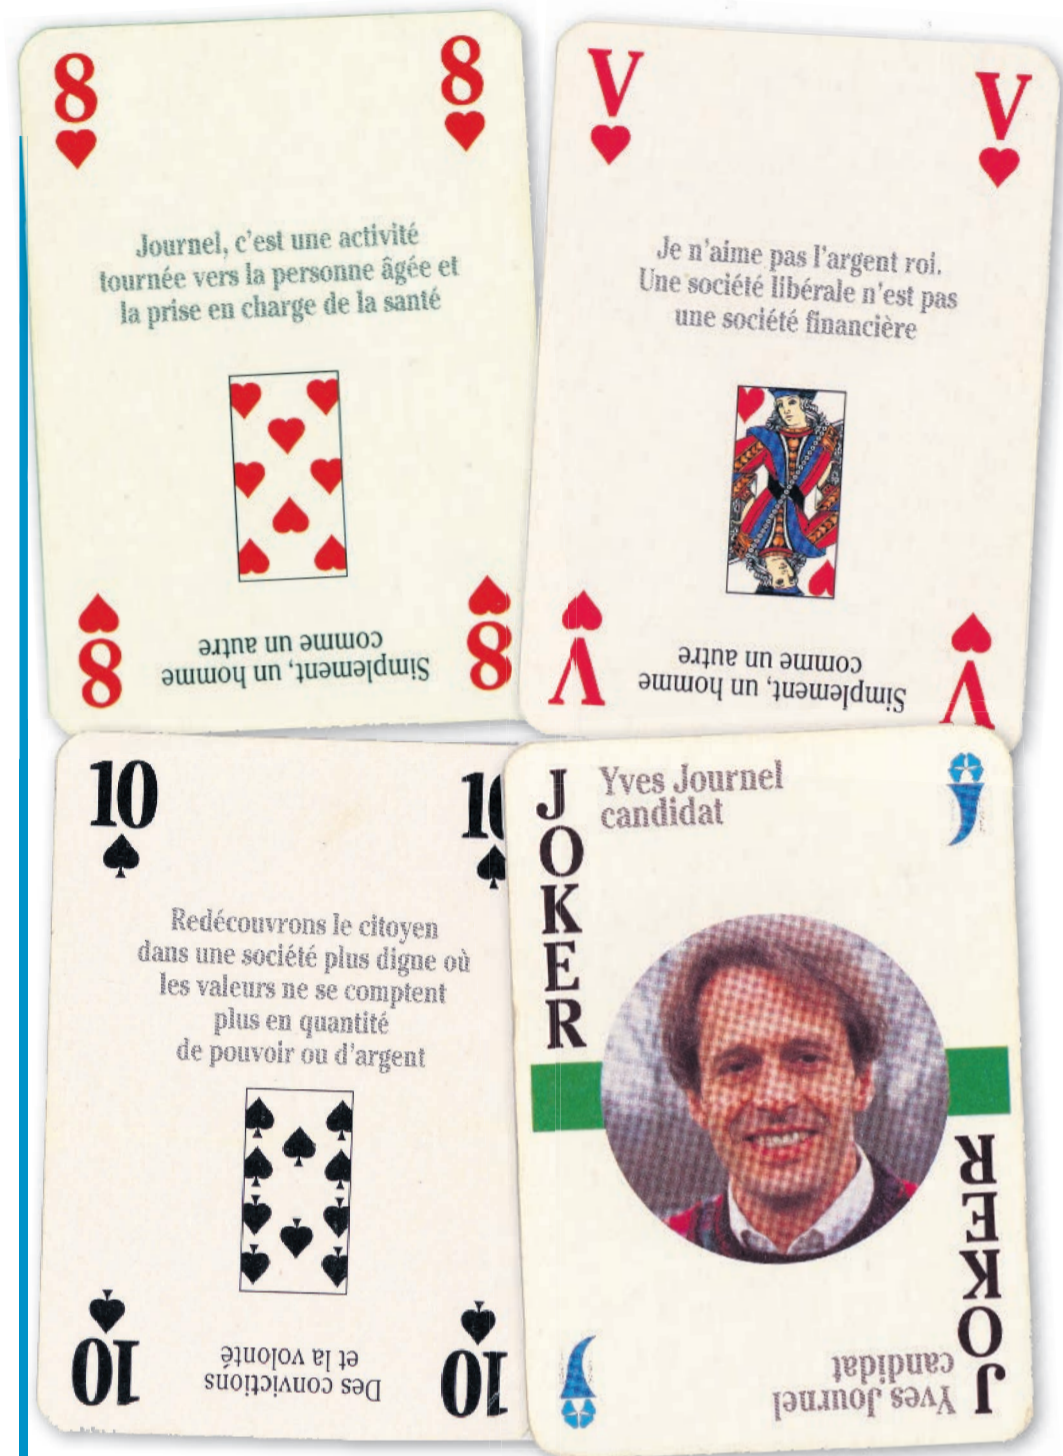 8
8
Journel, c'est une activité
tournée vers la personne âgée et
la prise en charge de la santé
Simplement, un homme
comme un autre
8
8
V
V
Je n'aime pas l'argent roi.
Une société libérale n'est pas
une société financière
Simplement, un homme
comme un autre
V
V
10
10
Redécouvrons le citoyen
dans une société plus digne où
les valeurs ne se comptent
plus en quantité
de pouvoir ou d'argent
Des convictions
et la volonté
10
10
JOKER
Yves Journel
candidat
JOKER
Yves Journel
candidat